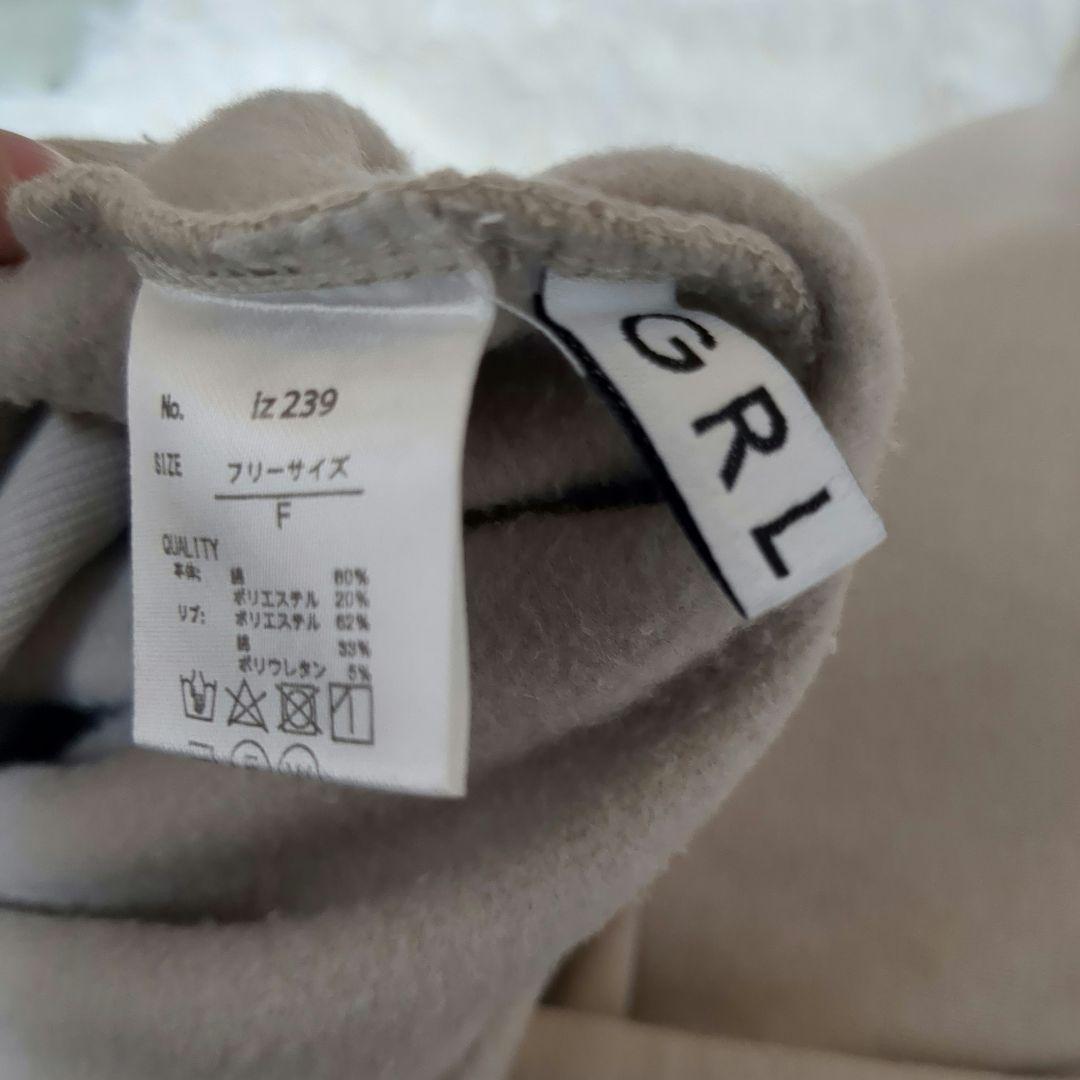 No. iz239
SIZE フリーサイズ
F
QUALITY
本体: 綿 80%
ポリエステル 20%
リブ: ポリエステル 62%
綿 33%
ポリウレタン 5%
GRL